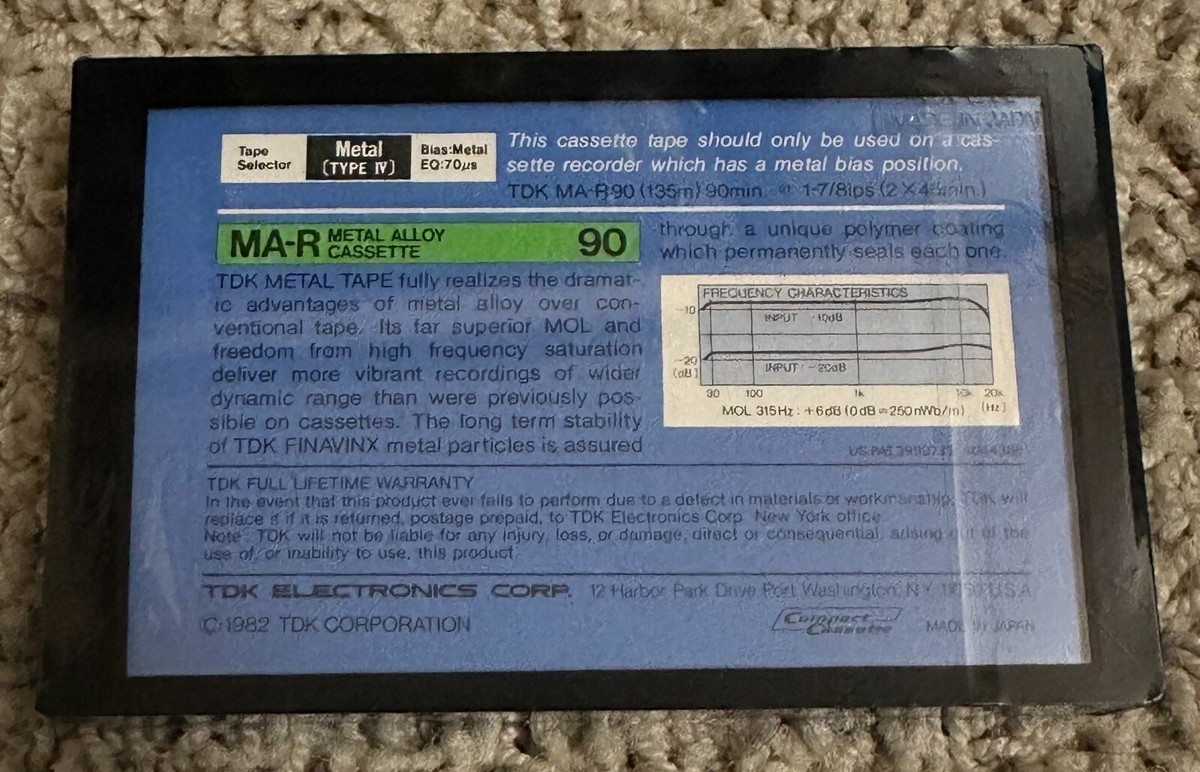 Tape Selector
Metal (TYPE IV)
Bias:Metal
EQ:70µs
This cassette tape should only be used on a cas-
sette recorder which has a metal bias position.
TDK MA-R90 (135m) 90min. @ 1-7/8ips (2 X 45min.)
MA-R METAL ALLOY CASSETTE 90
TDK METAL TAPE fully realizes the dramat-
ic advantages of metal alloy over con-
ventional tape. Its far superior MOL and
freedom from high frequency saturation
deliver more vibrant recordings of wider
dynamic range than were previously pos-
sible on cassettes. The long term stability
of TDK FINAVINX metal particles is assured
through a unique polymer coating
which permanently seals each one.
FREQUENCY CHARACTERISTICS
-10
INPUT -10dB
-20
(dB)
INPUT -20dB
30 100 1k 10k 20k
(Hz)
MOL 315Hz : +6dB (0dB=250nWb/m)
US.PAT.
TDK FULL LIFETIME WARRANTY
In the event that this product ever fails to perform due to a defect in materials or workmanship, TDK will
replace it if it is returned, postage prepaid, to TDK Electronics Corp. New York office.
Note: TDK will not be liable for any injury, loss, or damage, direct or consequential, arising out of the
use of, or inability to use, this product.
TDK ELECTRONICS CORP. 12 Harbor Park Drive Port Washington, N.Y. U.S.A.
© 1982 TDK CORPORATION
Compact Cassette
MADE IN JAPAN